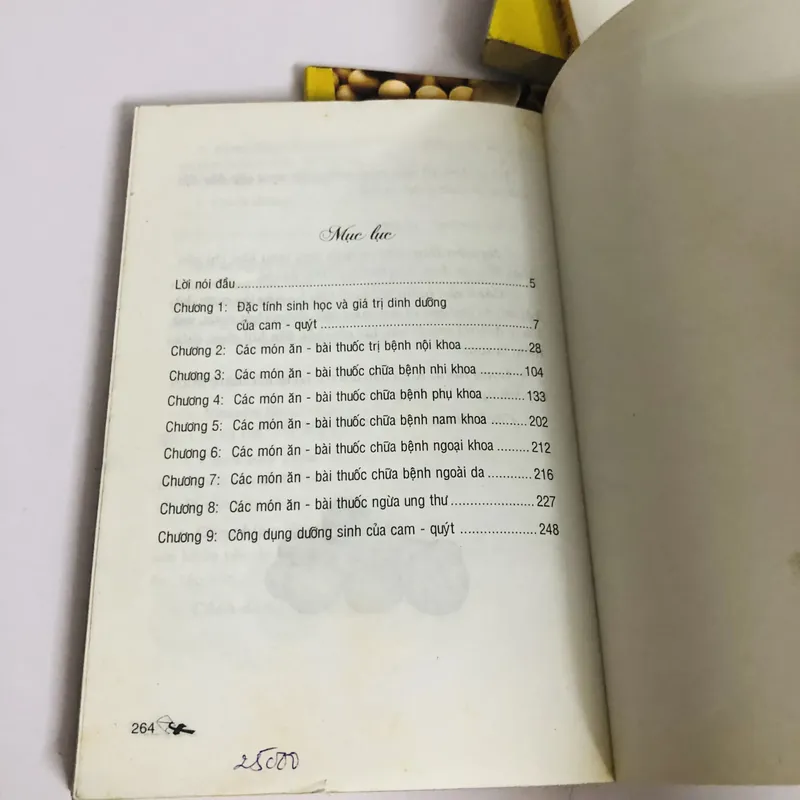 Mục lục
Lời nói đầu........................................................................5
Chương 1: Đặc tính sinh học và giá trị dinh dưỡng
của cam - quýt......................................................7
Chương 2: Các món ăn - bài thuốc trị bệnh nội khoa..................28
Chương 3: Các món ăn - bài thuốc chữa bệnh nhi khoa............104
Chương 4: Các món ăn - bài thuốc chữa bệnh phụ khoa...........133
Chương 5: Các món ăn - bài thuốc chữa bệnh nam khoa..........202
Chương 6: Các món ăn - bài thuốc chữa bệnh ngoại khoa.........212
Chương 7: Các món ăn - bài thuốc chữa bệnh ngoài da............216
Chương 8: Các món ăn - bài thuốc ngừa ung thư.....................227
Chương 9: Công dụng dưỡng sinh của cam - quýt...................248
264
25000